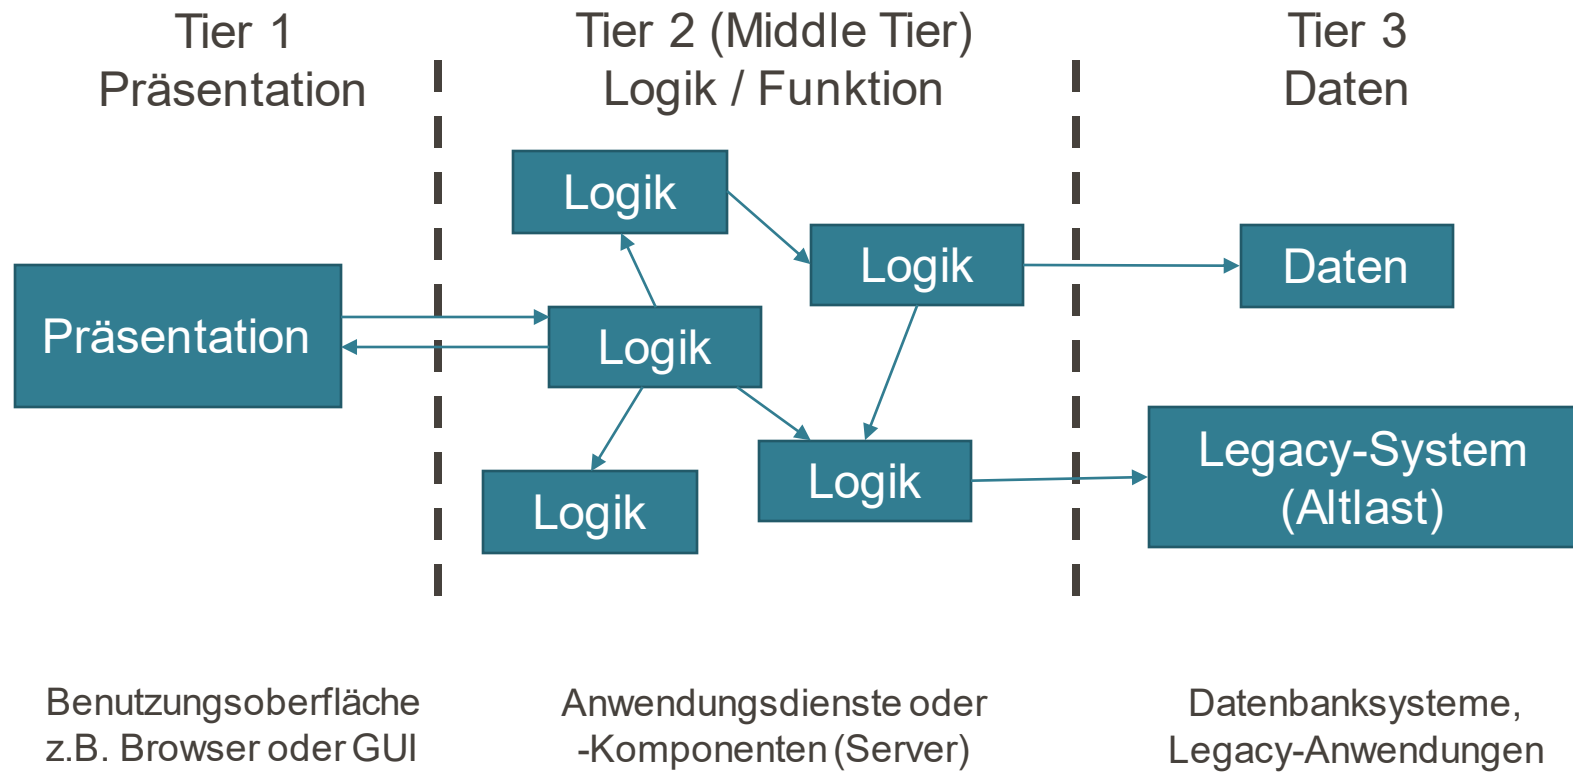 Tier 1
Präsentation
Tier 2 (Middle Tier)
Logik / Funktion
Tier 3
Daten
Logik
Logik
Daten
Präsentation
Logik
Legacy-System
(Altlast)
Logik
Logik
Benutzungsoberfläche
z.B. Browser oder GUI
Anwendungsdienste oder
-Komponenten (Server)
Datenbanksysteme,
Legacy-Anwendungen